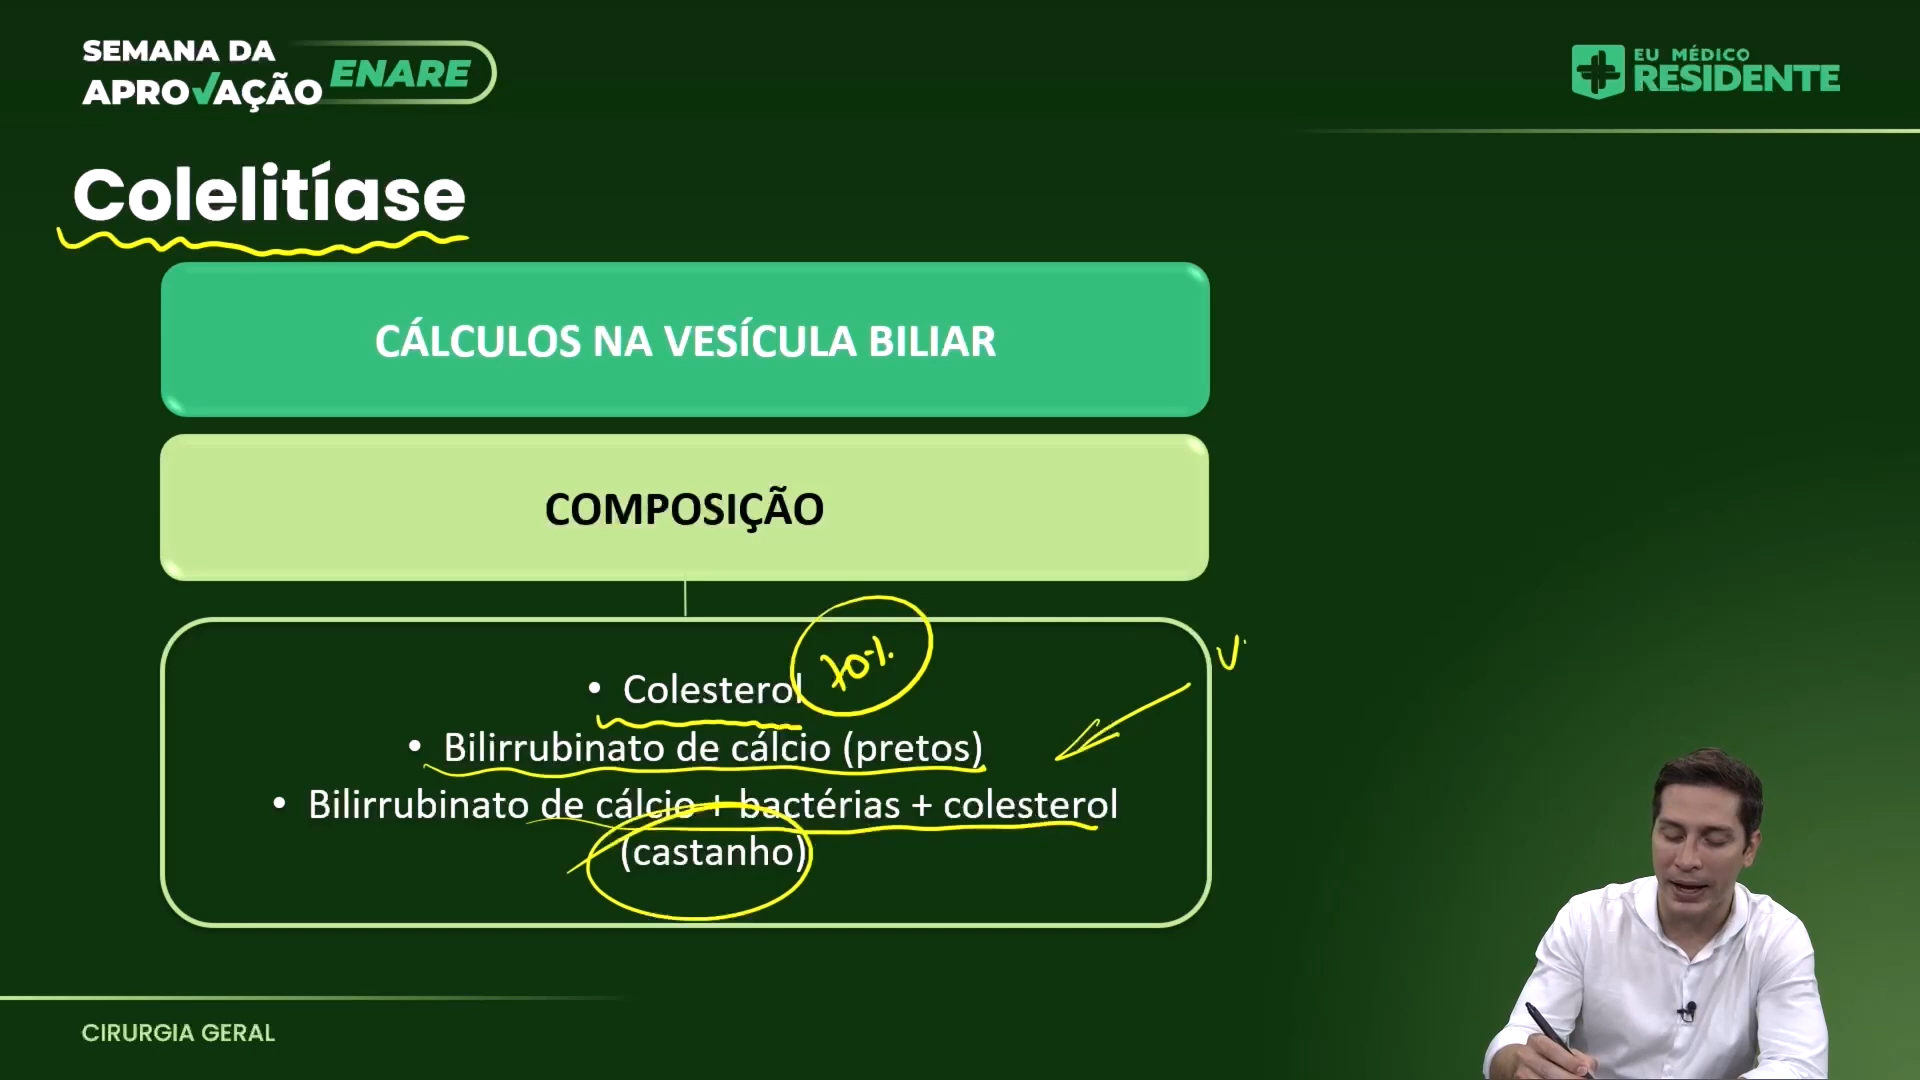 SEMANA DA
APROVAÇÃO ENARE
EU MÉDICO
RESIDENTE
Colelitíase
CÁLCULOS NA VESÍCULA BILIAR
COMPOSIÇÃO
70%
V
• Colesterol
• Bilirrubinato de cálcio (pretos)
• Bilirrubinato de cálcio + bactérias + colesterol
(castanho)
CIRURGIA GERAL